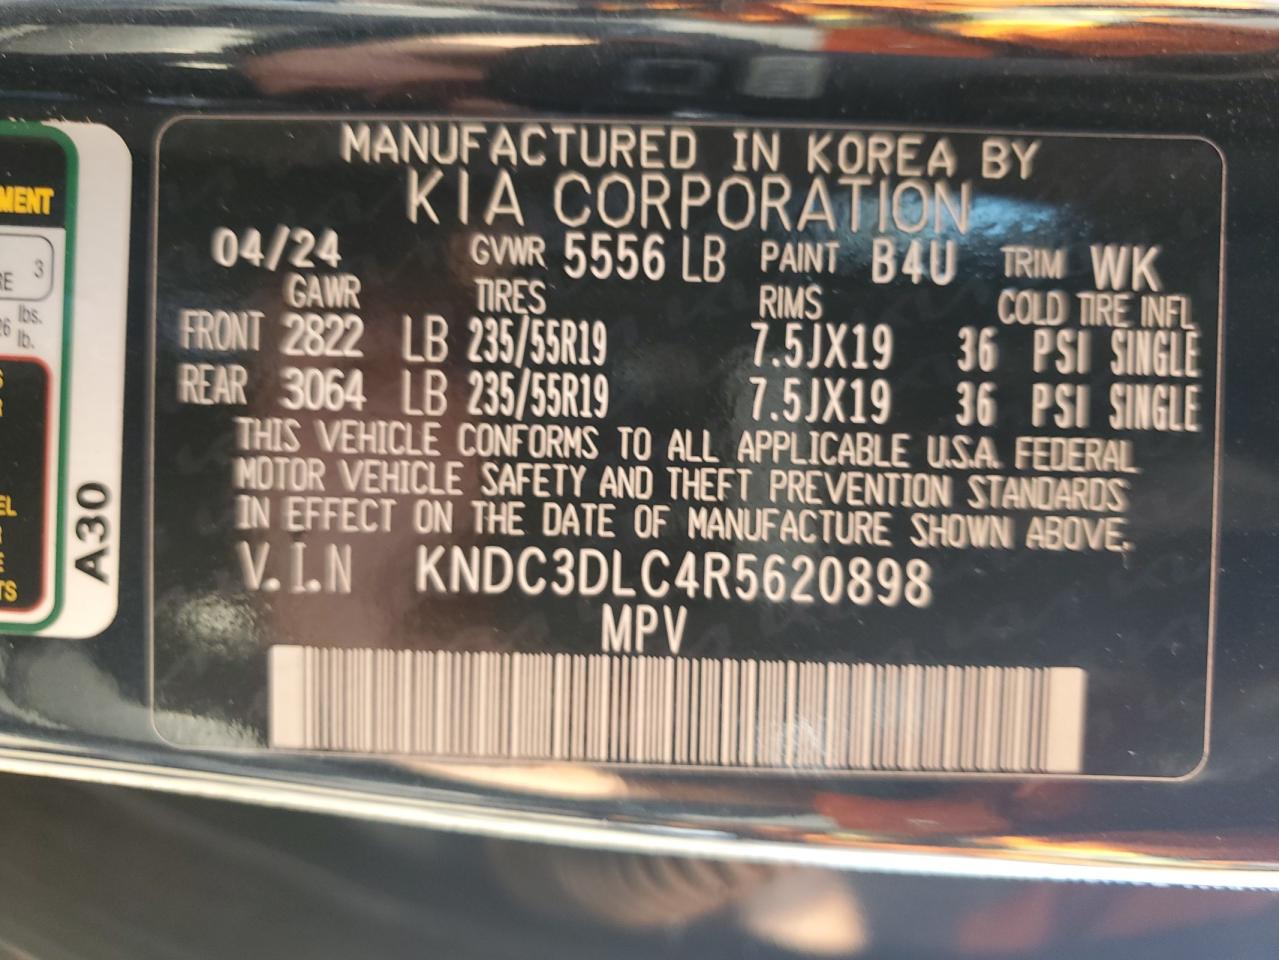 MANUFACTURED IN KOREA BY
KIA CORPORATION
04/24 GVWR 5556 LB PAINT B4U TRIM WK
GAWR TIRES RIMS COLD TIRE INFL
FRONT 2822 LB 235/55R19 7.5JX19 36 PSI SINGLE
REAR 3064 LB 235/55R19 7.5JX19 36 PSI SINGLE
THIS VEHICLE CONFORMS TO ALL APPLICABLE U.S.A. FEDERAL
MOTOR VEHICLE SAFETY AND THEFT PREVENTION STANDARDS
IN EFFECT ON THE DATE OF MANUFACTURE SHOWN ABOVE.
V.I.N KNDC3DLC4R5620898
MPV
A30
3
lbs.
lb.